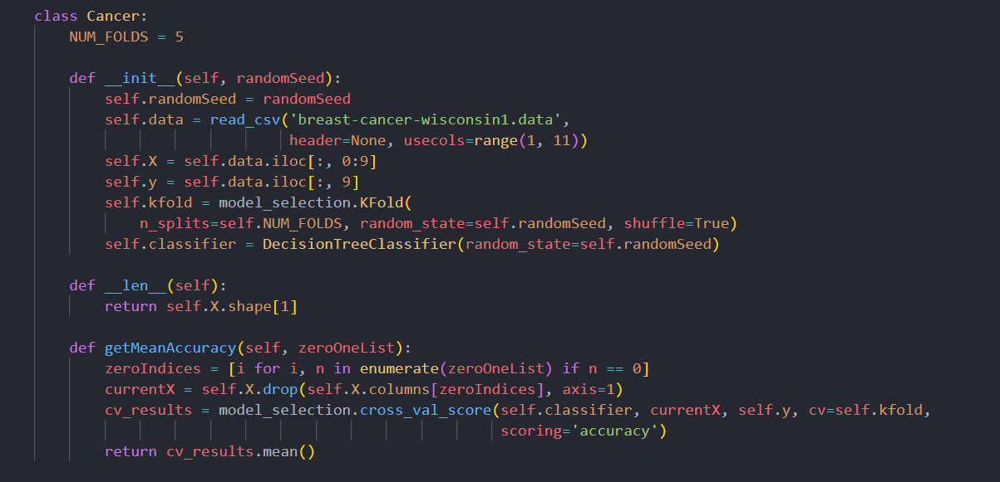 class Cancer:
    NUM_FOLDS = 5

    def __init__(self, randomSeed):
        self.randomSeed = randomSeed
        self.data = read_csv('breast-cancer-wisconsin1.data',
                             header=None, usecols=range(1, 11))
        self.X = self.data.iloc[:, 0:9]
        self.y = self.data.iloc[:, 9]
        self.kfold = model_selection.KFold(
            n_splits=self.NUM_FOLDS, random_state=self.randomSeed, shuffle=True)
        self.classifier = DecisionTreeClassifier(random_state=self.randomSeed)

    def __len__(self):
        return self.X.shape[1]

    def getMeanAccuracy(self, zeroOneList):
        zeroIndices = [i for i, n in enumerate(zeroOneList) if n == 0]
        currentX = self.X.drop(self.X.columns[zeroIndices], axis=1)
        cv_results = model_selection.cross_val_score(self.classifier, currentX, self.y, cv=self.kfold,
                                                     scoring='accuracy')
        return cv_results.mean()